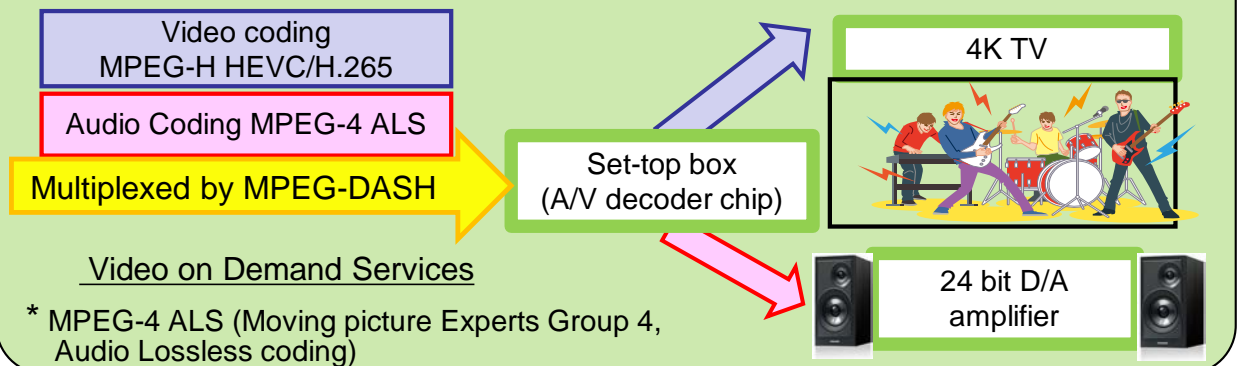 Video coding
MPEG-H HEVC/H.265
Audio Coding MPEG-4 ALS
Multiplexed by MPEG-DASH
Set-top box
(A/V decoder chip)
4K TV
24 bit D/A
amplifier
Video on Demand Services
* MPEG-4 ALS (Moving picture Experts Group 4,
Audio Lossless coding)